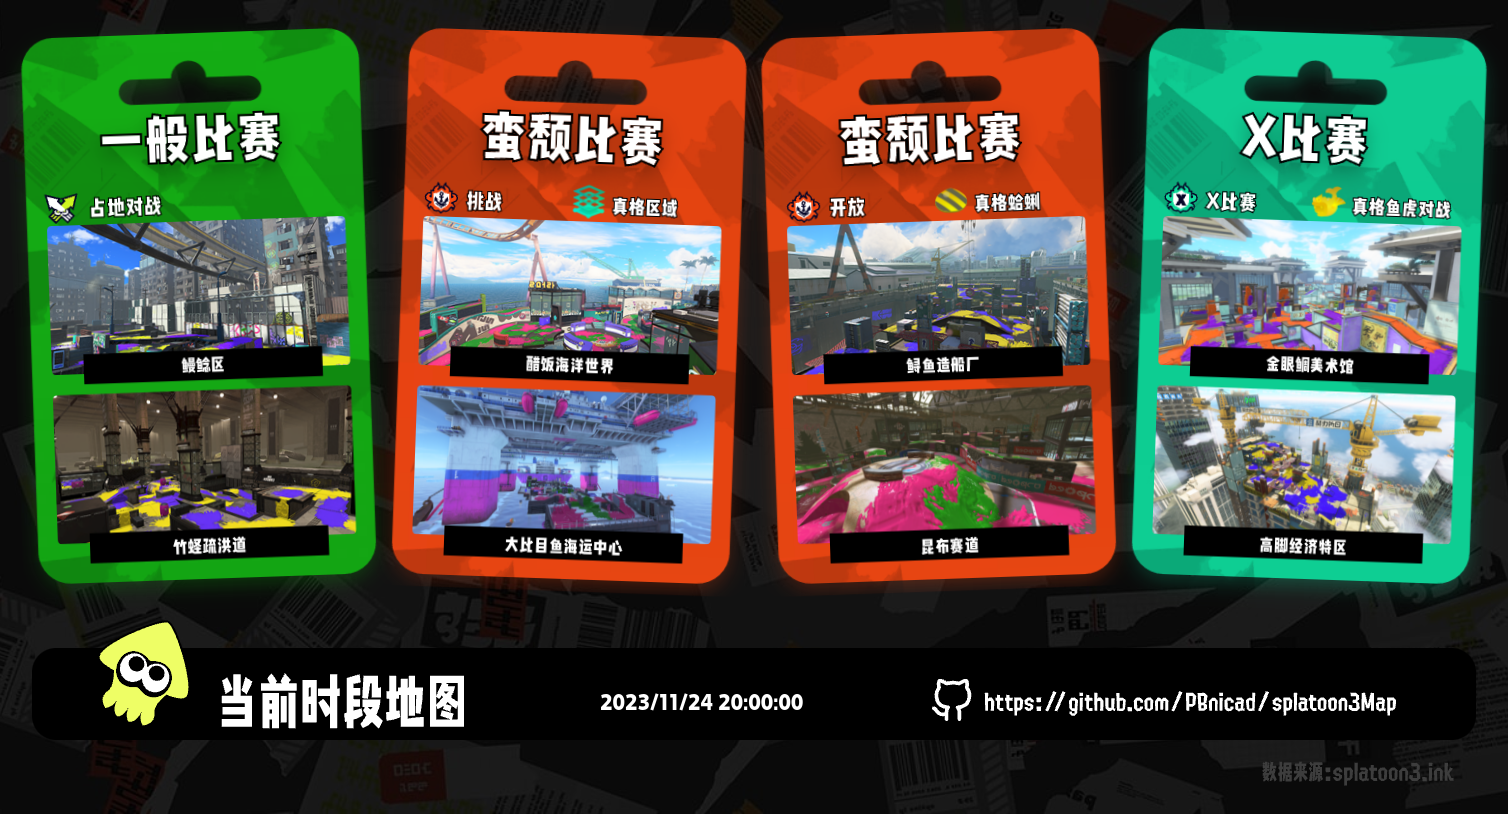 一般比赛
占地对战
鳗鲶区
竹蛏疏洪道
蛮颓比赛
挑战
真格区域
醋饭海洋世界
大比目鱼海运中心
蛮颓比赛
开放
真格蛤蜊
鲟鱼造船厂
昆布赛道
X比赛
X比赛
真格鱼虎对战
金眼鲷美术馆
高脚经济特区
当前时段地图
2023/11/24 20:00:00
https://github.com/PBnicad/splatoon3Map
数据来源:splatoon3.ink